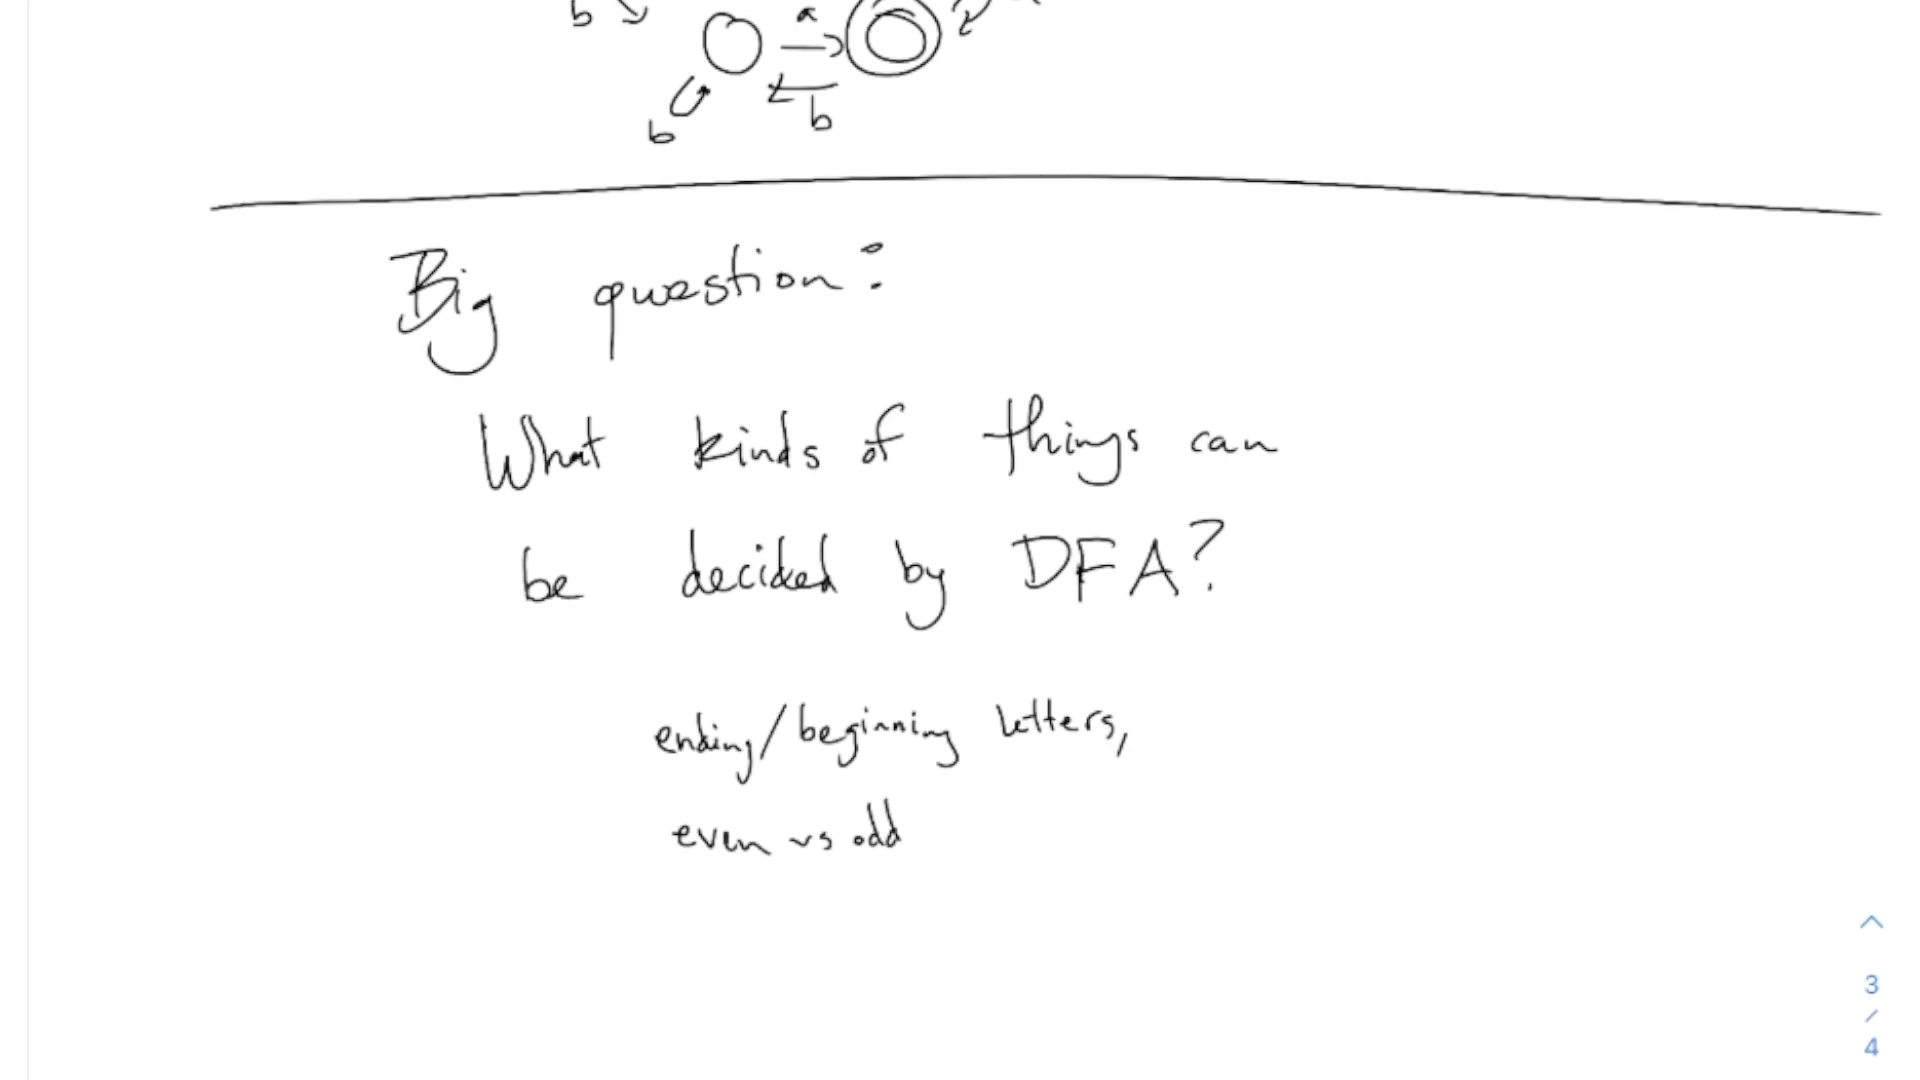 b
a
b
b
Big question:
What kinds of things can
be decided by DFA?
ending/beginning letters,
even vs odd
3
/
4